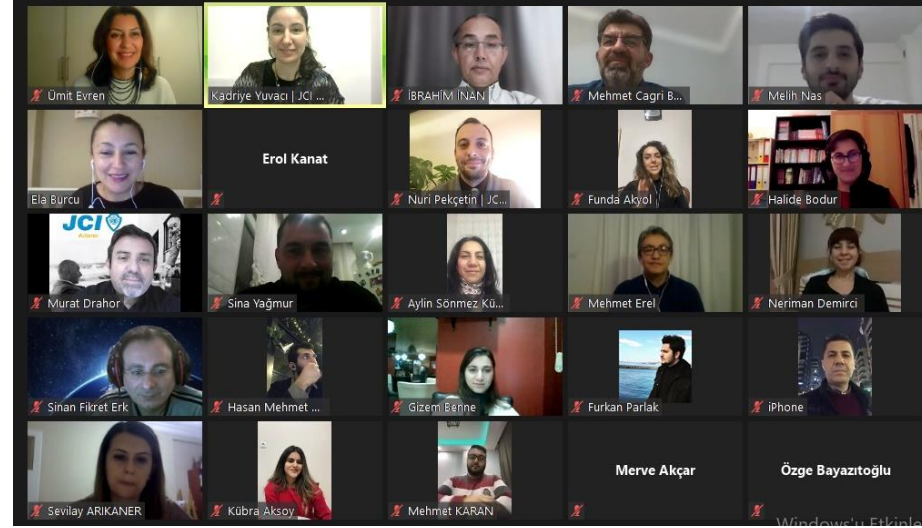 Ümit Evren
Kadriye Yuvacı | JCI ...
İBRAHİM İNAN
Mehmet Cagri B...
Melih Nas
Ela Burcu
Erol Kanat
Nuri Pekçetin | JC...
Funda Akyol
Halide Bodur
JCI
Murat Drahor
Sina Yağmur
Aylin Sönmez Kü...
Mehmet Erel
Neriman Demirci
Sinan Fikret Erk
Hasan Mehmet ...
Gizem Benne
Furkan Parlak
iPhone
Sevilay ARIKANER
Kübra Aksoy
Mehmet KARAN
Merve Akçar
Özge Bayazıtoğlu
Windows'u Etkinle